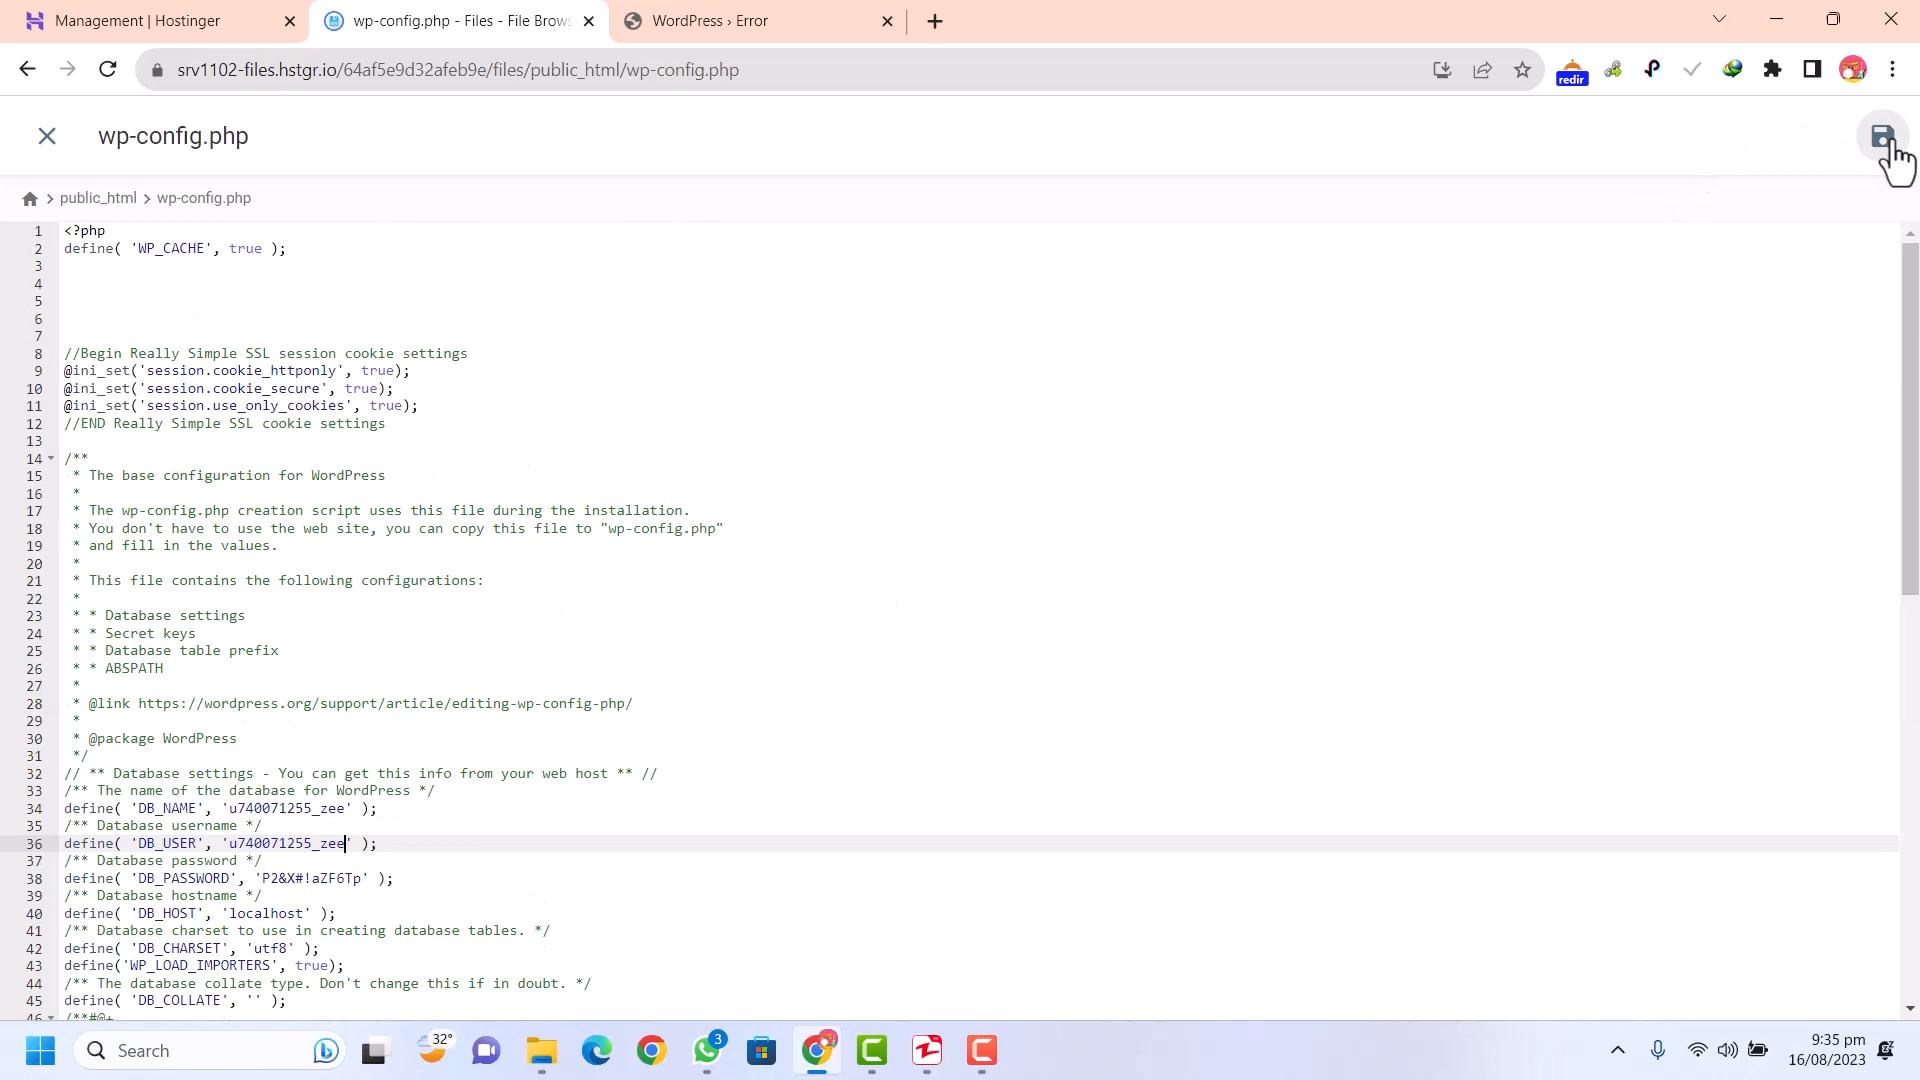 Management | Hostinger
wp-config.php - Files - File Brows
WordPress › Error
srv1102-files.hstgr.io/64af5e9d32afeb9e/files/public_html/wp-config.php
redir
wp-config.php
public_html > wp-config.php
1 <?php
2 define( 'WP_CACHE', true );
3
4
5
6
7
8 //Begin Really Simple SSL session cookie settings
9 @ini_set('session.cookie_httponly', true);
10 @ini_set('session.cookie_secure', true);
11 @ini_set('session.use_only_cookies', true);
12 //END Really Simple SSL cookie settings
13
14 /**
15 * The base configuration for WordPress
16 *
17 * The wp-config.php creation script uses this file during the installation.
18 * You don't have to use the web site, you can copy this file to "wp-config.php"
19 * and fill in the values.
20 *
21 * This file contains the following configurations:
22 *
23 * * Database settings
24 * * Secret keys
25 * * Database table prefix
26 * * ABSPATH
27 *
28 * @link https://wordpress.org/support/article/editing-wp-config-php/
29 *
30 * @package WordPress
31 */
32 // ** Database settings - You can get this info from your web host ** //
33 /** The name of the database for WordPress */
34 define( 'DB_NAME', 'u740071255_zee' );
35 /** Database username */
36 define( 'DB_USER', 'u740071255_zee' );
37 /** Database password */
38 define( 'DB_PASSWORD', 'P2&X#!aZF6Tp' );
39 /** Database hostname */
40 define( 'DB_HOST', 'localhost' );
41 /** Database charset to use in creating database tables. */
42 define( 'DB_CHARSET', 'utf8' );
43 define('WP_LOAD_IMPORTERS', true);
44 /** The database collate type. Don't change this if in doubt. */
45 define( 'DB_COLLATE', '' );
46 /**#@+
Search
32°
3
9:35 pm
16/08/2023